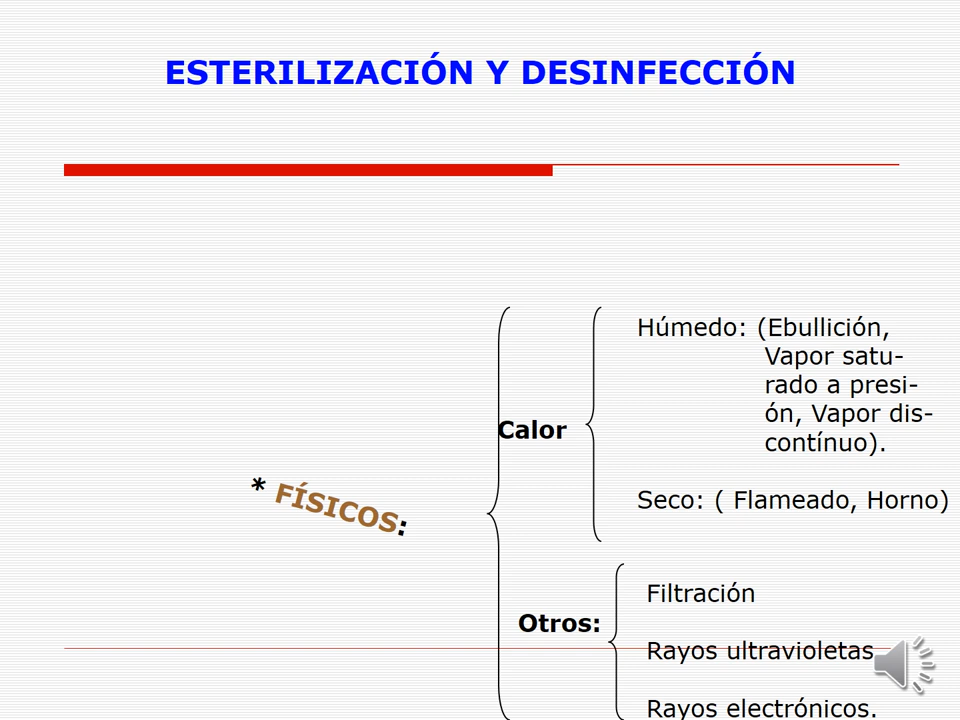 ESTERILIZACIÓN Y DESINFECCIÓN
* FÍSICOS:
Calor
Húmedo: (Ebullición,
Vapor satu-
rado a presi-
ón, Vapor dis-
contínuo).
Seco: ( Flameado, Horno)
Otros:
Filtración
Rayos ultravioletas
Rayos electrónicos.